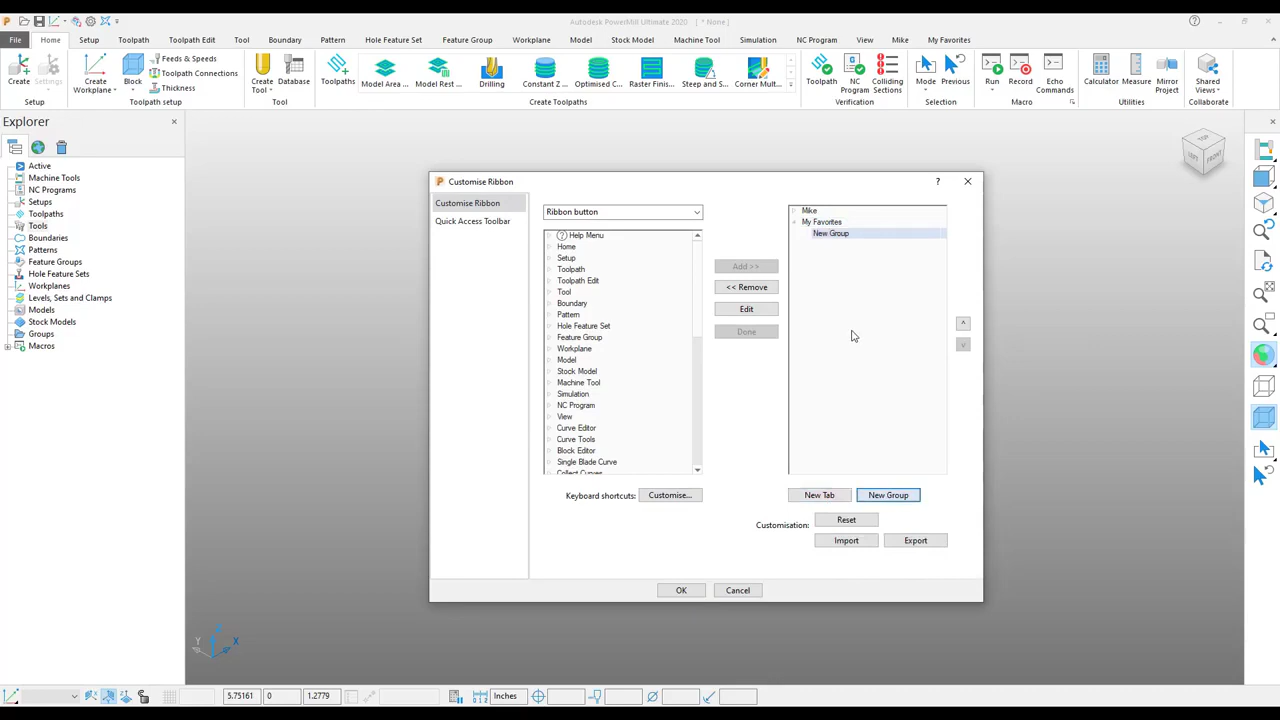 Autodesk PowerMill Ultimate 2020 | * None ]
File Home Setup Toolpath Toolpath Edit Tool Boundary Pattern Hole Feature Set Feature Group Workplane Model Stock Model Machine Tool Simulation NC Program View Mike My Favorites
Create
Settings
Setup
Create Workplane
Block
Feeds & Speeds
Toolpath Connections
Thickness
Toolpath setup
Create Tool
Database
Tool
Toolpaths
Model Area ...
Model Rest ...
Drilling
Constant Z ...
Optimised C...
Raster Finis...
Steep and S...
Corner Mult...
Create Toolpaths
Toolpath
NC Program
Colliding Sections
Verification
Mode
Previous
Selection
Run
Record
Echo Commands
Macro
Calculator
Measure
Mirror Project
Utilities
Shared Views
Collaborate
Explorer
Active
Machine Tools
NC Programs
Setups
Toolpaths
Tools
Boundaries
Patterns
Feature Groups
Hole Feature Sets
Workplanes
Levels, Sets and Clamps
Models
Stock Models
Groups
Macros
Customise Ribbon
?
Customise Ribbon
Quick Access Toolbar
Ribbon button
Help Menu
Home
Setup
Toolpath
Toolpath Edit
Tool
Boundary
Pattern
Hole Feature Set
Feature Group
Workplane
Model
Stock Model
Machine Tool
Simulation
NC Program
View
Curve Editor
Curve Tools
Block Editor
Single Blade Curve
Collect Curves
Add >>
<< Remove
Edit
Done
Mike
My Favorites
New Group
^
v
Keyboard shortcuts: Customise...
New Tab New Group
Customisation:
Reset
Import Export
OK Cancel
LEFT FRONT
Z
Y X
5.75161 0 1.2779 Inches